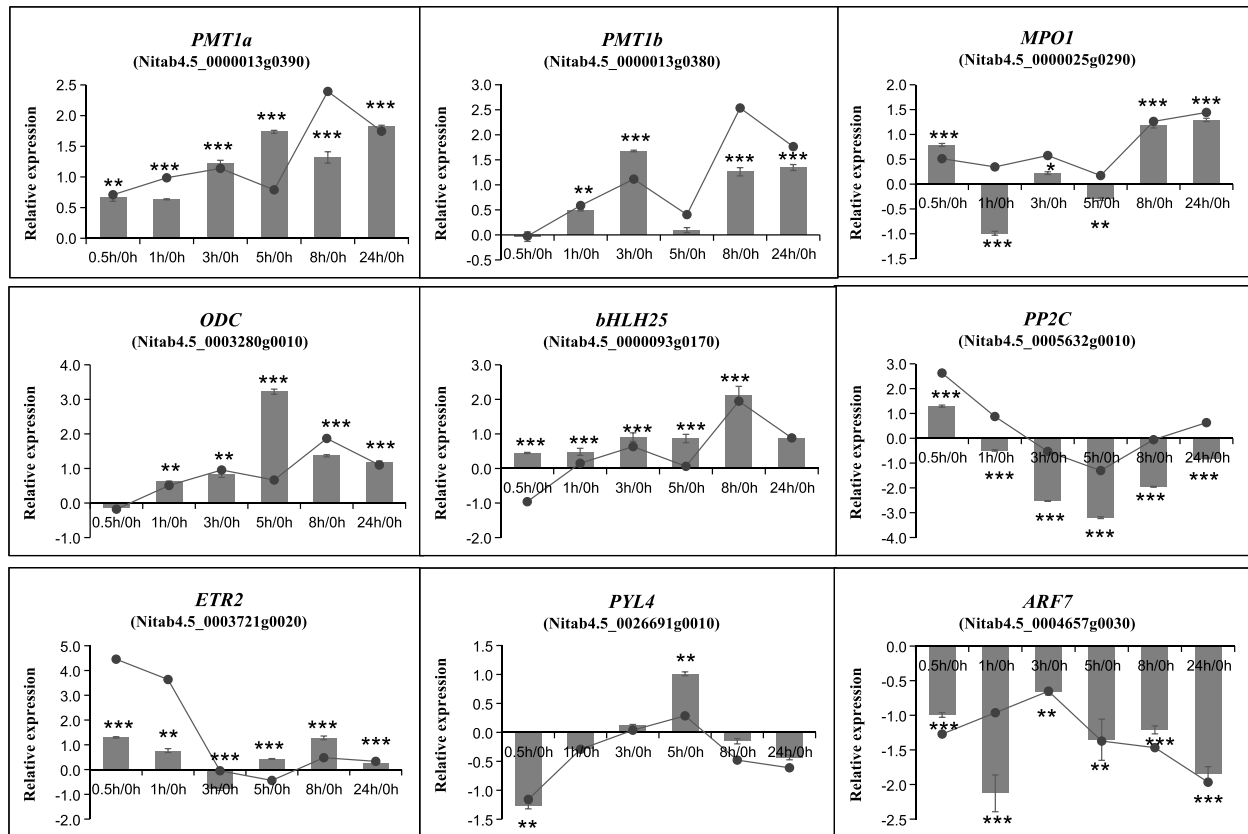 PMT1a
(Nitab4.5_0000013g0390)
Relative expression
2.5
2.0
1.5
1.0
0.5
0.0
** *** *** *** *** ***
0.5h/0h 1h/0h 3h/0h 5h/0h 8h/0h 24h/0h
PMT1b
(Nitab4.5_0000013g0380)
Relative expression
3.0
2.5
2.0
1.5
1.0
0.5
0.0
-0.5
** *** *** ***
0.5h/0h 1h/0h 3h/0h 5h/0h 8h/0h 24h/0h
MPO1
(Nitab4.5_0000025g0290)
Relative expression
2.0
1.5
1.0
0.5
0.0
-0.5
-1.0
-1.5
*** *** * ** *** ***
0.5h/0h 1h/0h 3h/0h 5h/0h 8h/0h 24h/0h
ODC
(Nitab4.5_0003280g0010)
Relative expression
4.0
3.0
2.0
1.0
0.0
-1.0
** ** *** *** ***
0.5h/0h 1h/0h 3h/0h 5h/0h 8h/0h 24h/0h
bHLH25
(Nitab4.5_0000093g0170)
Relative expression
3.0
2.0
1.0
0.0
-1.0
-2.0
*** *** *** *** ***
0.5h/0h 1h/0h 3h/0h 5h/0h 8h/0h 24h/0h
PP2C
(Nitab4.5_0005632g0010)
Relative expression
3.0
2.0
1.0
0.0
-1.0
-2.0
-3.0
-4.0
*** *** *** *** *** ***
0.5h/0h 1h/0h 3h/0h 5h/0h 8h/0h 24h/0h
ETR2
(Nitab4.5_0003721g0020)
Relative expression
5.0
4.0
3.0
2.0
1.0
0.0
-1.0
-2.0
*** ** *** *** *** ***
0.5h/0h 1h/0h 3h/0h 5h/0h 8h/0h 24h/0h
PYL4
(Nitab4.5_0026691g0010)
Relative expression
1.5
1.0
0.5
0.0
-0.5
-1.0
-1.5
** **
0.5h/0h 1h/0h 3h/0h 5h/0h 8h/0h 24h/0h
ARF7
(Nitab4.5_0004657g0030)
Relative expression
0.0
-0.5
-1.0
-1.5
-2.0
-2.5
0.5h/0h 1h/0h 3h/0h 5h/0h 8h/0h 24h/0h
*** *** ** ** *** ***